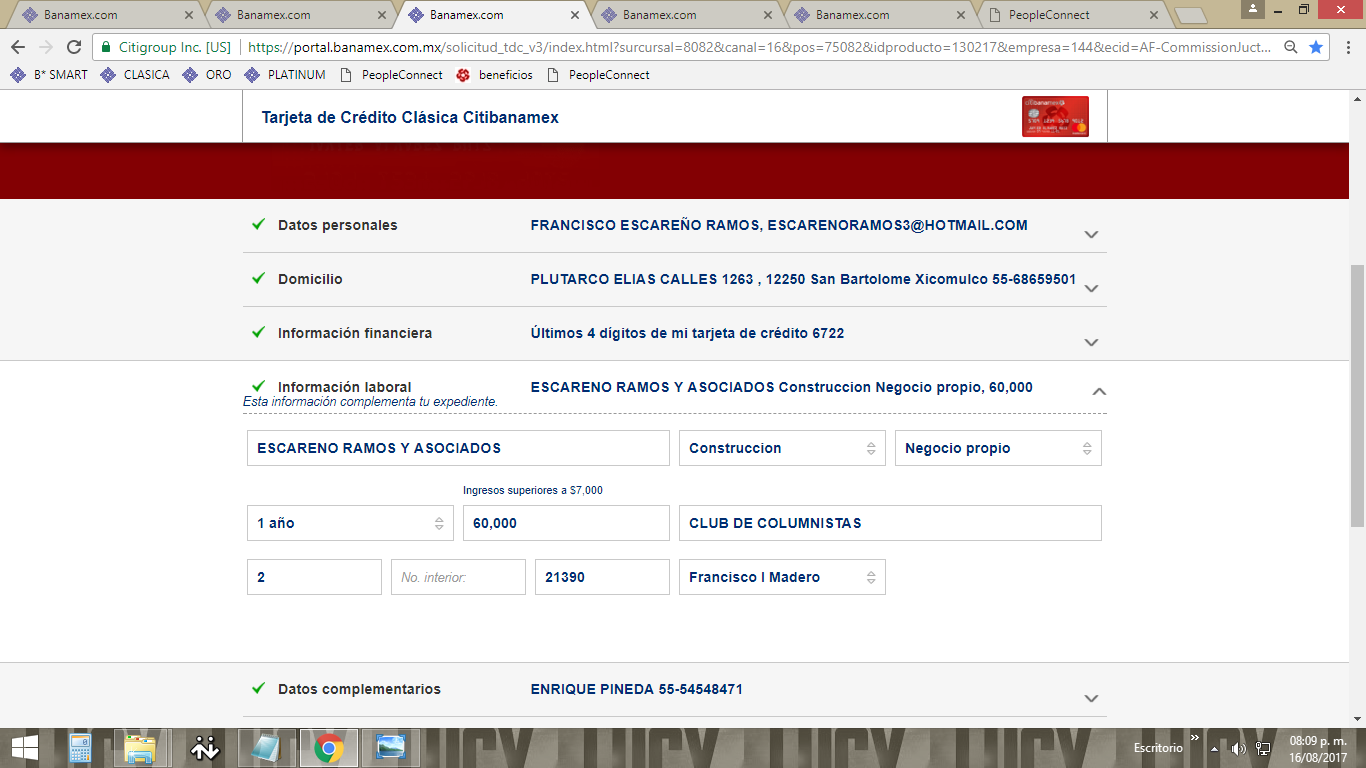 Banamex.com
Banamex.com
Banamex.com
Banamex.com
Banamex.com
PeopleConnect
Citigroup Inc. [US]
https://portal.banamex.com.mx/solicitud_tdc_v3/index.html?sursucal=8082&canal=16&pos=75082&idproducto=130217&empresa=144&ecid=AF-CommissionJuct...
B* SMART
CLASICA
ORO
PLATINUM
PeopleConnect
beneficios
PeopleConnect
Tarjeta de Crédito Clásica Citibanamex
Datos personales
FRANCISCO ESCAREÑO RAMOS, ESCARENORAMOS3@HOTMAIL.COM
Domicilio
PLUTARCO ELIAS CALLES 1263 , 12250 San Bartolome Xicomulco 55-68659501
Información financiera
Últimos 4 dígitos de mi tarjeta de crédito 6722
Información laboral
ESCARENO RAMOS Y ASOCIADOS Construccion Negocio propio, 60,000
Esta información complementa tu expediente.
ESCARENO RAMOS Y ASOCIADOS
Construccion
Negocio propio
Ingresos superiores a $7,000
1 año
60,000
CLUB DE COLUMNISTAS
2
No. interior:
21390
Francisco I Madero
Datos complementarios
ENRIQUE PINEDA 55-54548471
Escritorio
08:09 p. m.
16/08/2017